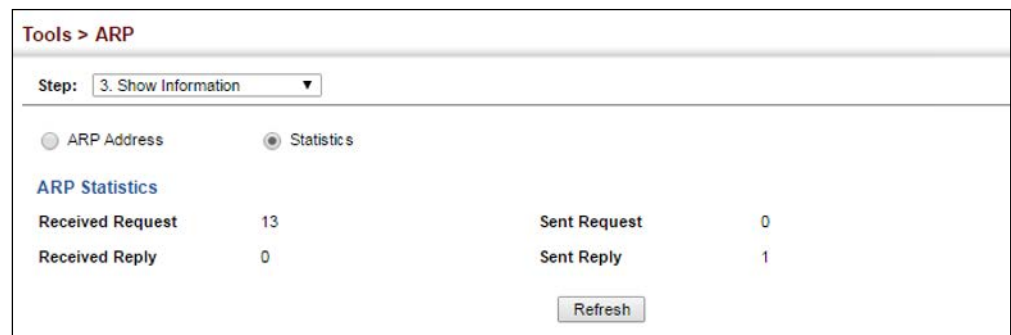 Tools > ARP
Step: 3. Show Information
ARP Address Statistics
ARP Statistics
Received Request 13 Sent Request 0
Received Reply 0 Sent Reply 1
Refresh